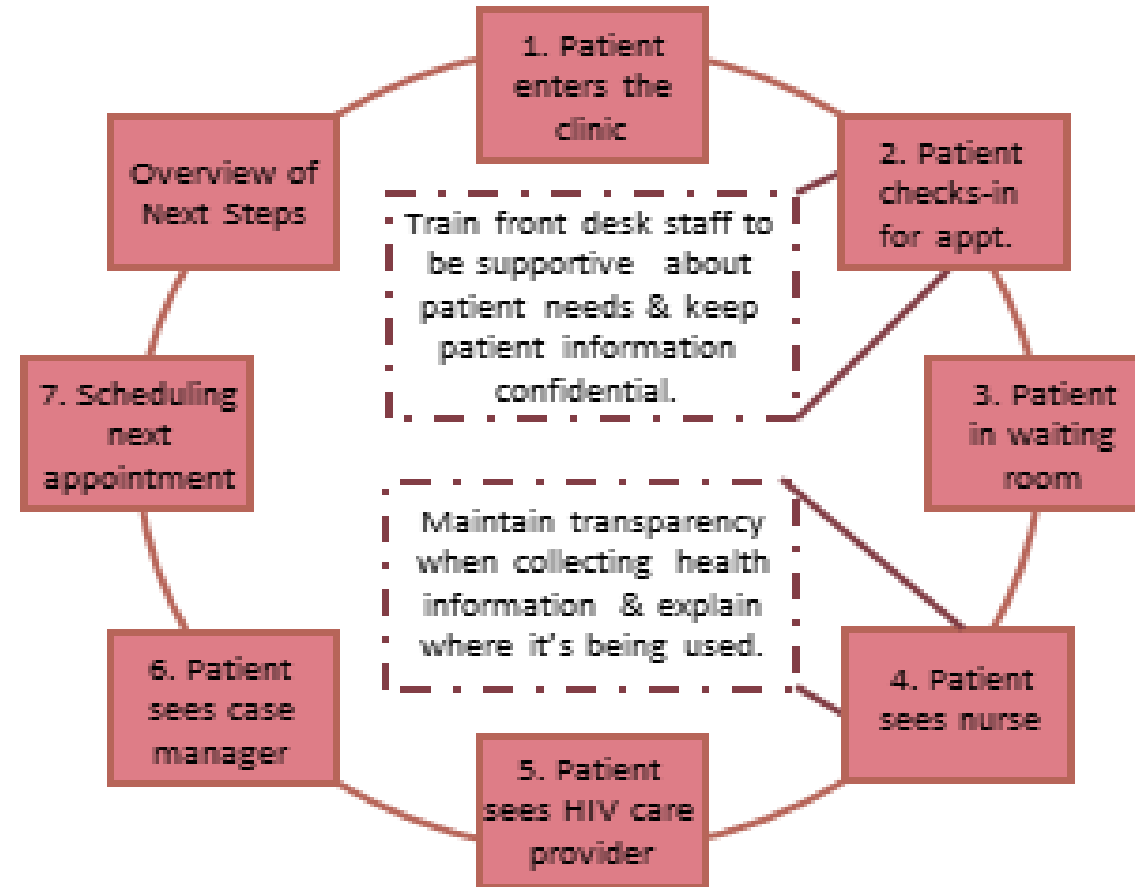 1. Patient
enters the
clinic
2. Patient
checks-in
for appt.
3. Patient
in waiting
room
4. Patient
sees nurse
5. Patient
sees HIV care
provider
6. Patient
sees case
manager
7. Scheduling
next
appointment
Overview of
Next Steps
Train front desk staff to
be supportive about
patient needs & keep
patient information
confidential.
Maintain transparency
when collecting health
information & explain
where it's being used.